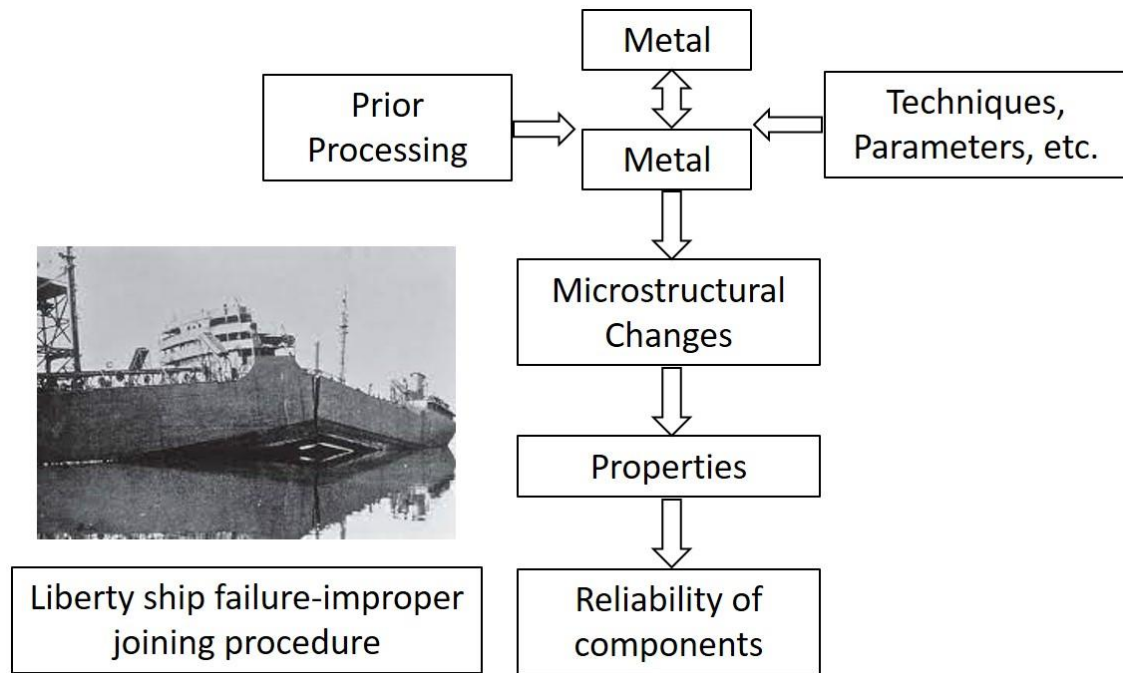 Metal
Prior
Processing
Techniques,
Parameters, etc.
Metal
Microstructural
Changes
Properties
Liberty ship failure-improper
joining procedure
Reliability of
components